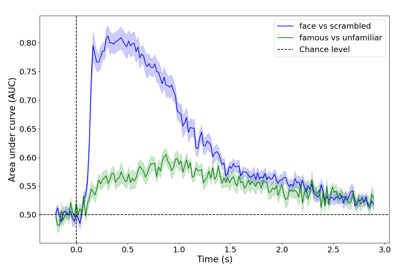 face vs scrambled
famous vs unfamiliar
Chance level
Area under curve (AUC)
0.80
0.75
0.70
0.65
0.60
0.55
0.50
0.0
0.5
1.0
1.5
2.0
2.5
3.0
Time (s)